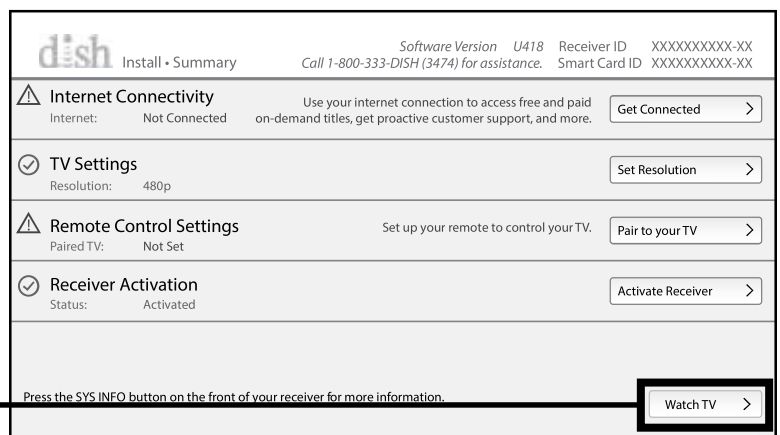 Software Version U418 Receiver ID XXXXXXXXXX-XX
dish Install • Summary Call 1-800-333-DISH (3474) for assistance. Smart Card ID XXXXXXXXXX-XX
Internet Connectivity
Use your internet connection to access free and paid
Internet: Not Connected on-demand titles, get proactive customer support, and more.
Get Connected
TV Settings
Resolution: 480p
Set Resolution
Remote Control Settings
Paired TV: Not Set
Set up your remote to control your TV.
Pair to your TV
Receiver Activation
Status: Activated
Activate Receiver
Press the SYS INFO button on the front of your receiver for more information.
Watch TV